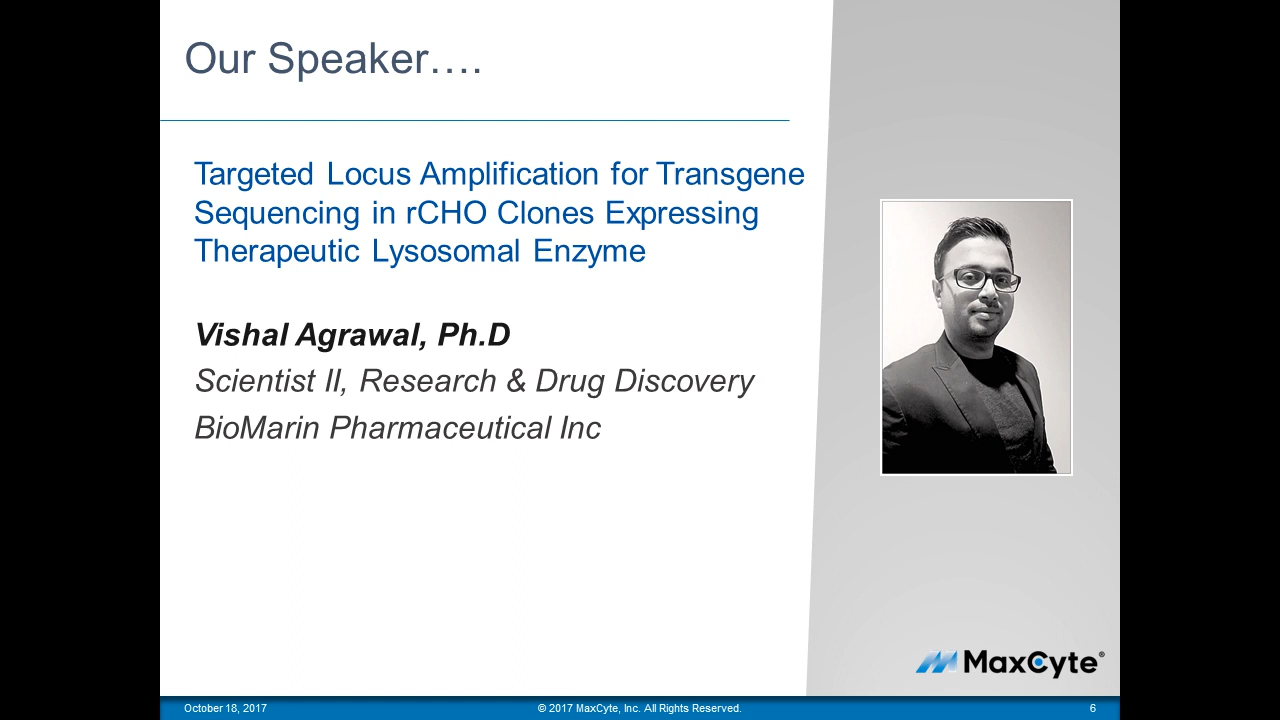 Our Speaker….
Targeted Locus Amplification for Transgene
Sequencing in rCHO Clones Expressing
Therapeutic Lysosomal Enzyme
Vishal Agrawal, Ph.D
Scientist II, Research & Drug Discovery
BioMarin Pharmaceutical Inc
MaxCyte®
October 18, 2017
© 2017 MaxCyte, Inc. All Rights Reserved.
6